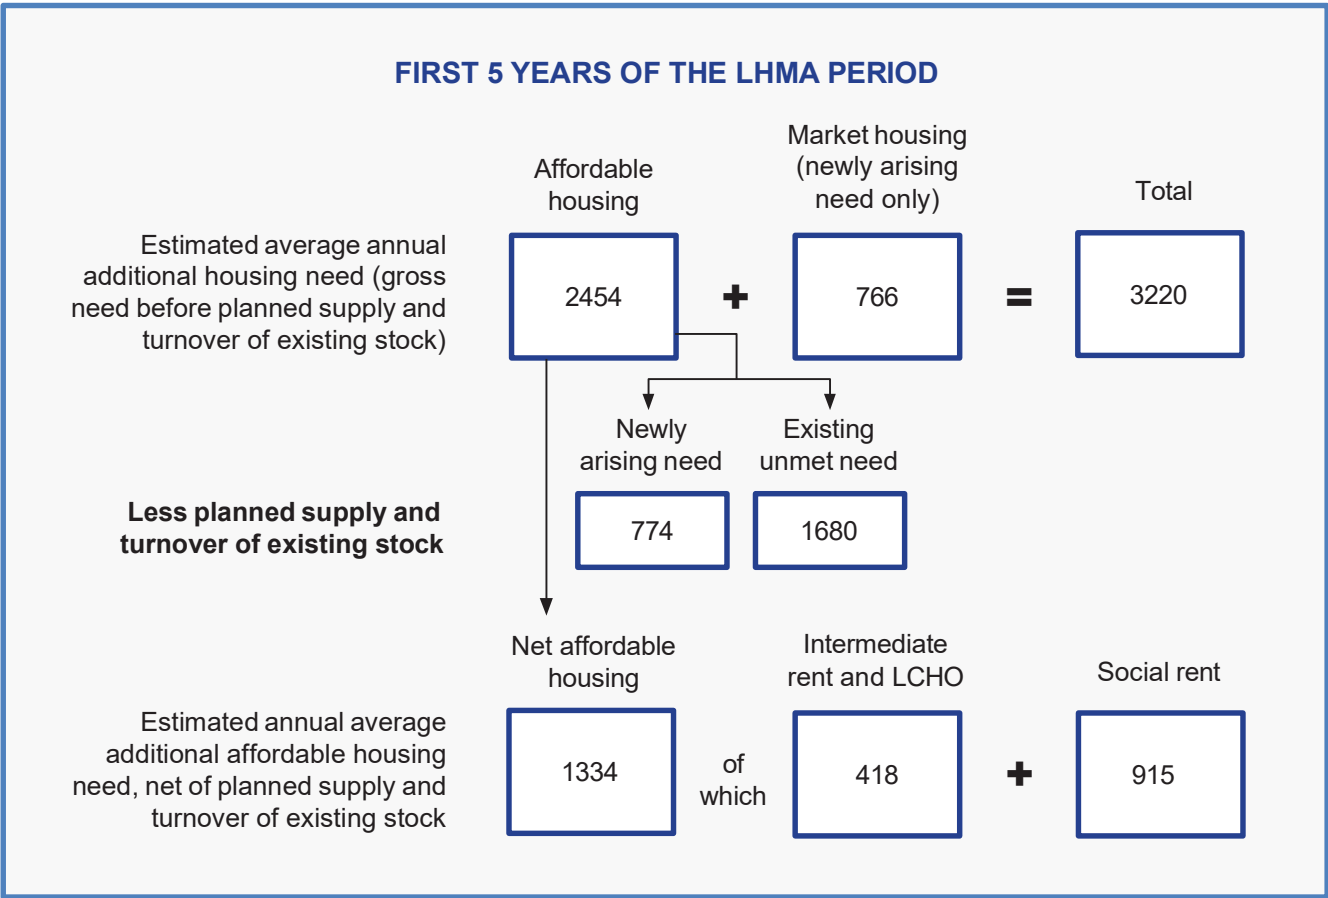 FIRST 5 YEARS OF THE LHMA PERIOD
Affordable
housing
Market housing
(newly arising
need only)
Total
Estimated average annual
additional housing need (gross
need before planned supply and
turnover of existing stock)
2454
+
766
=
3220
Newly
arising need
Existing
unmet need
Less planned supply and
turnover of existing stock
774
1680
Net affordable
housing
Intermediate
rent and LCHO
Social rent
Estimated annual average
additional affordable housing
need, net of planned supply and
turnover of existing stock
1334
of
which
418
+
915